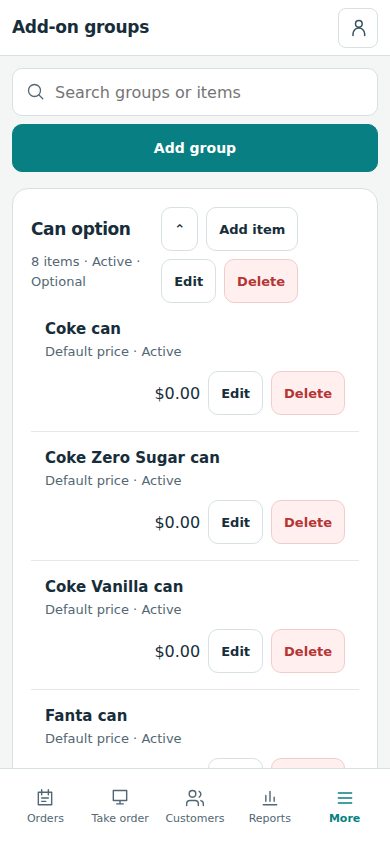 Add-on groups
Search groups or items
Add group
Can option
8 items · Active ·
Optional
Add item
Edit
Delete
Coke can
Default price · Active
$0.00 Edit Delete
Coke Zero Sugar can
Default price · Active
$0.00 Edit Delete
Coke Vanilla can
Default price · Active
$0.00 Edit Delete
Fanta can
Default price · Active
Orders Take order Customers Reports More